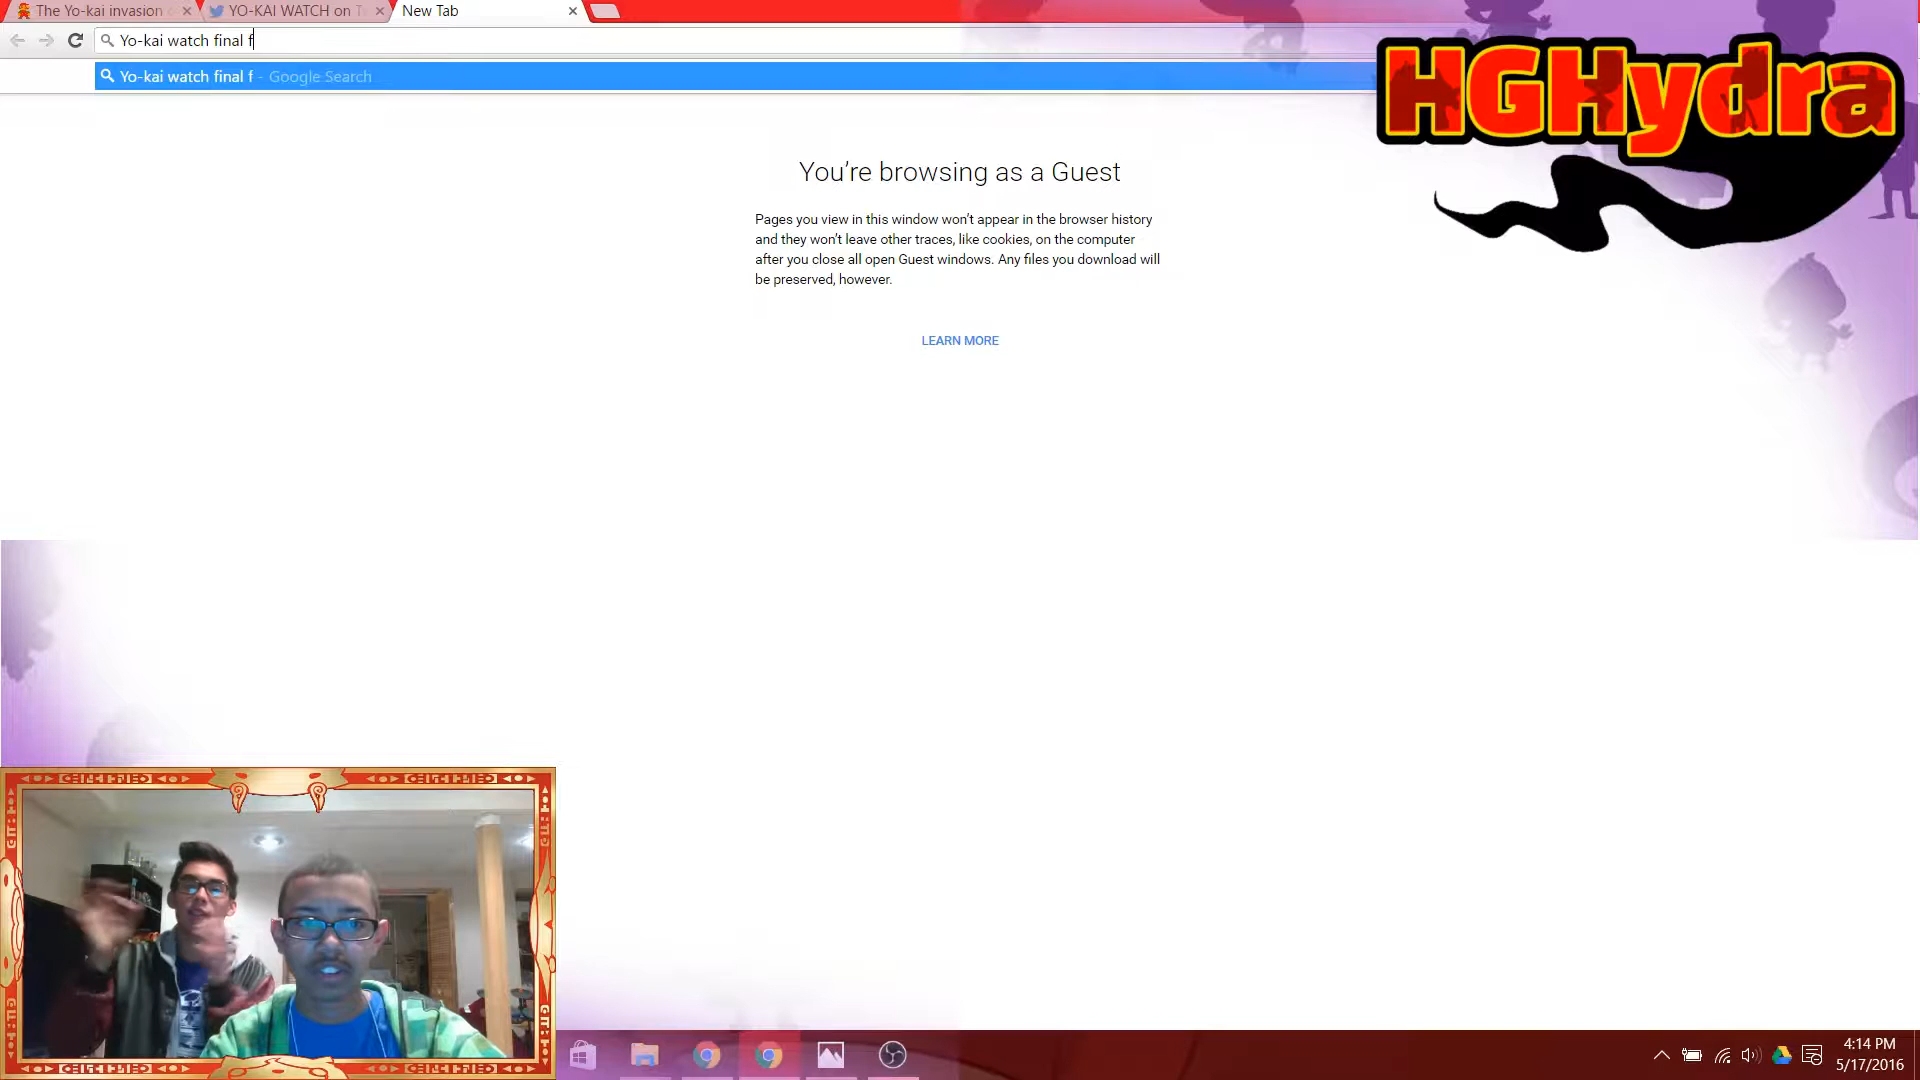 The Yo-kai invasion
YO-KAI WATCH on T
New Tab
Yo-kai watch final f
Yo-kai watch final f - Google Search
HGHydra
You're browsing as a Guest
Pages you view in this window won't appear in the browser history
and they won't leave other traces, like cookies, on the computer
after you close all open Guest windows. Any files you download will
be preserved, however.
LEARN MORE
4:14 PM
5/17/2016